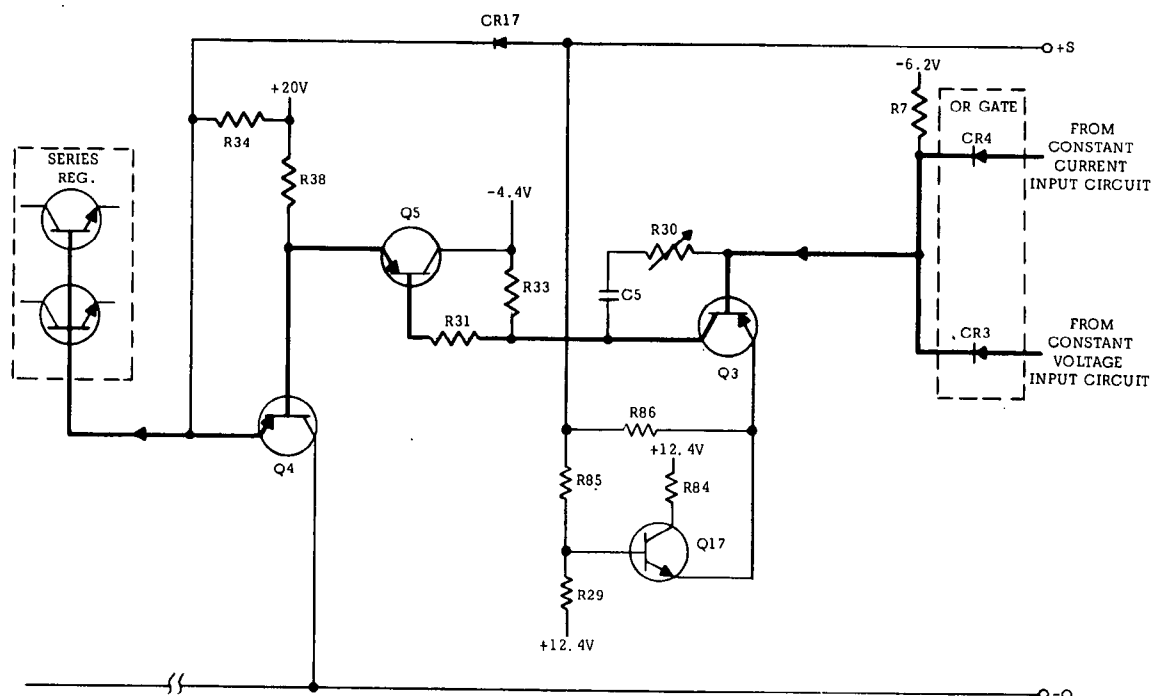 CR17
+S
+20V
-6.2V
R7
OR GATE
R34
CR4
FROM
CONSTANT
CURRENT
INPUT CIRCUIT
SERIES
REG.
R38
-4.4V
Q5
R30
R33
C5
R31
Q3
CR3
FROM
CONSTANT
VOLTAGE
INPUT CIRCUIT
Q4
R86
+12.4V
R85
R84
Q17
R29
+12.4V
-O